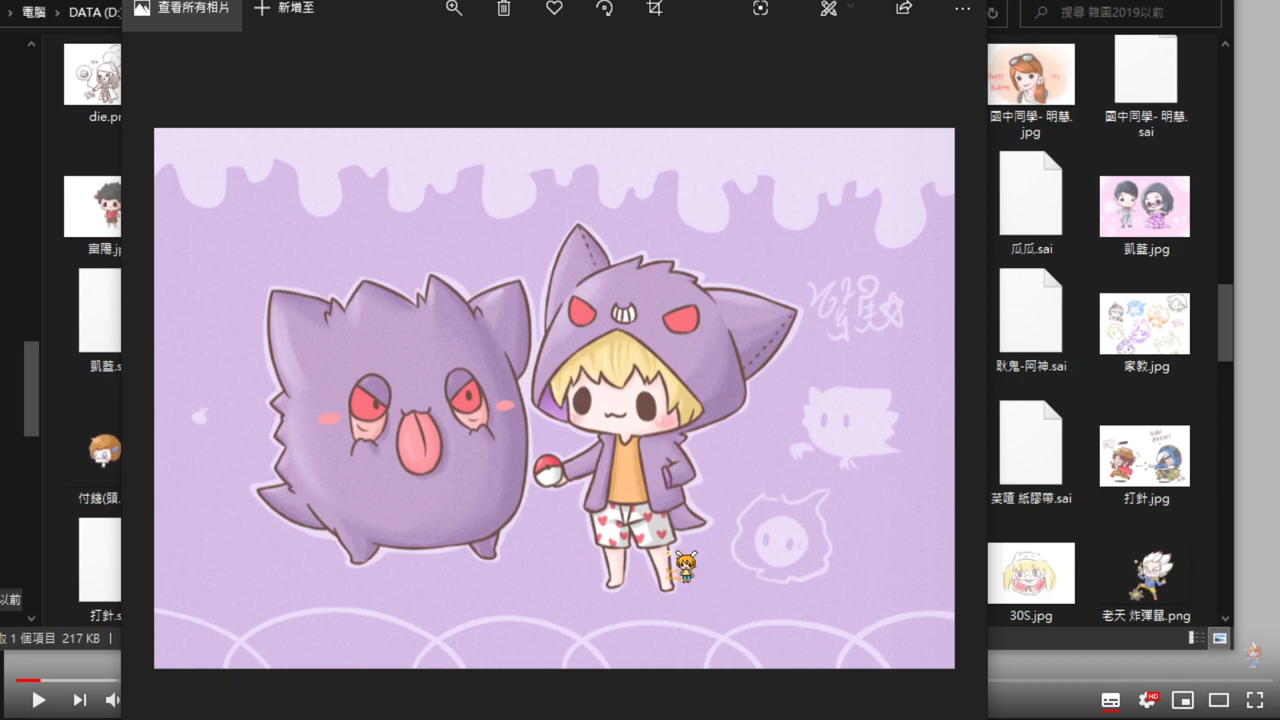 電腦 › DATA (D:
查看所有相片
新增至
搜尋 雜圖2019以前
die.pr
國中同學- 明慧.
jpg
國中同學- 明慧.
sai
瓜瓜.sai
凱藍.jpg
凱藍.s
耿鬼-阿神.sai
家教.jpg
付錢(頭.
菜喳 紙膠帶.sai
打針.jpg
打針.s
30S.jpg
老天 炸彈鼠.png
以前
取 1 個項目 217 KB
HD